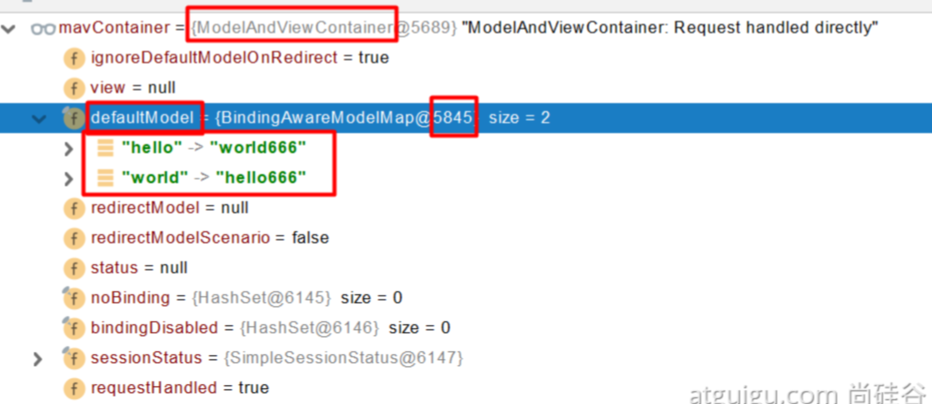 mavContainer = {ModelAndViewContainer@5689} "ModelAndViewContainer: Request handled directly"
f ignoreDefaultModelOnRedirect = true
f view = null
f defaultModel = {BindingAwareModelMap@5845} size = 2
"hello" -> "world666"
"world" -> "hello666"
f redirectModel = null
f redirectModelScenario = false
f status = null
f noBinding = {HashSet@6145} size = 0
f bindingDisabled = {HashSet@6146} size = 0
f sessionStatus = {SimpleSessionStatus@6147}
f requestHandled = true
atguigu.com 尚硅谷